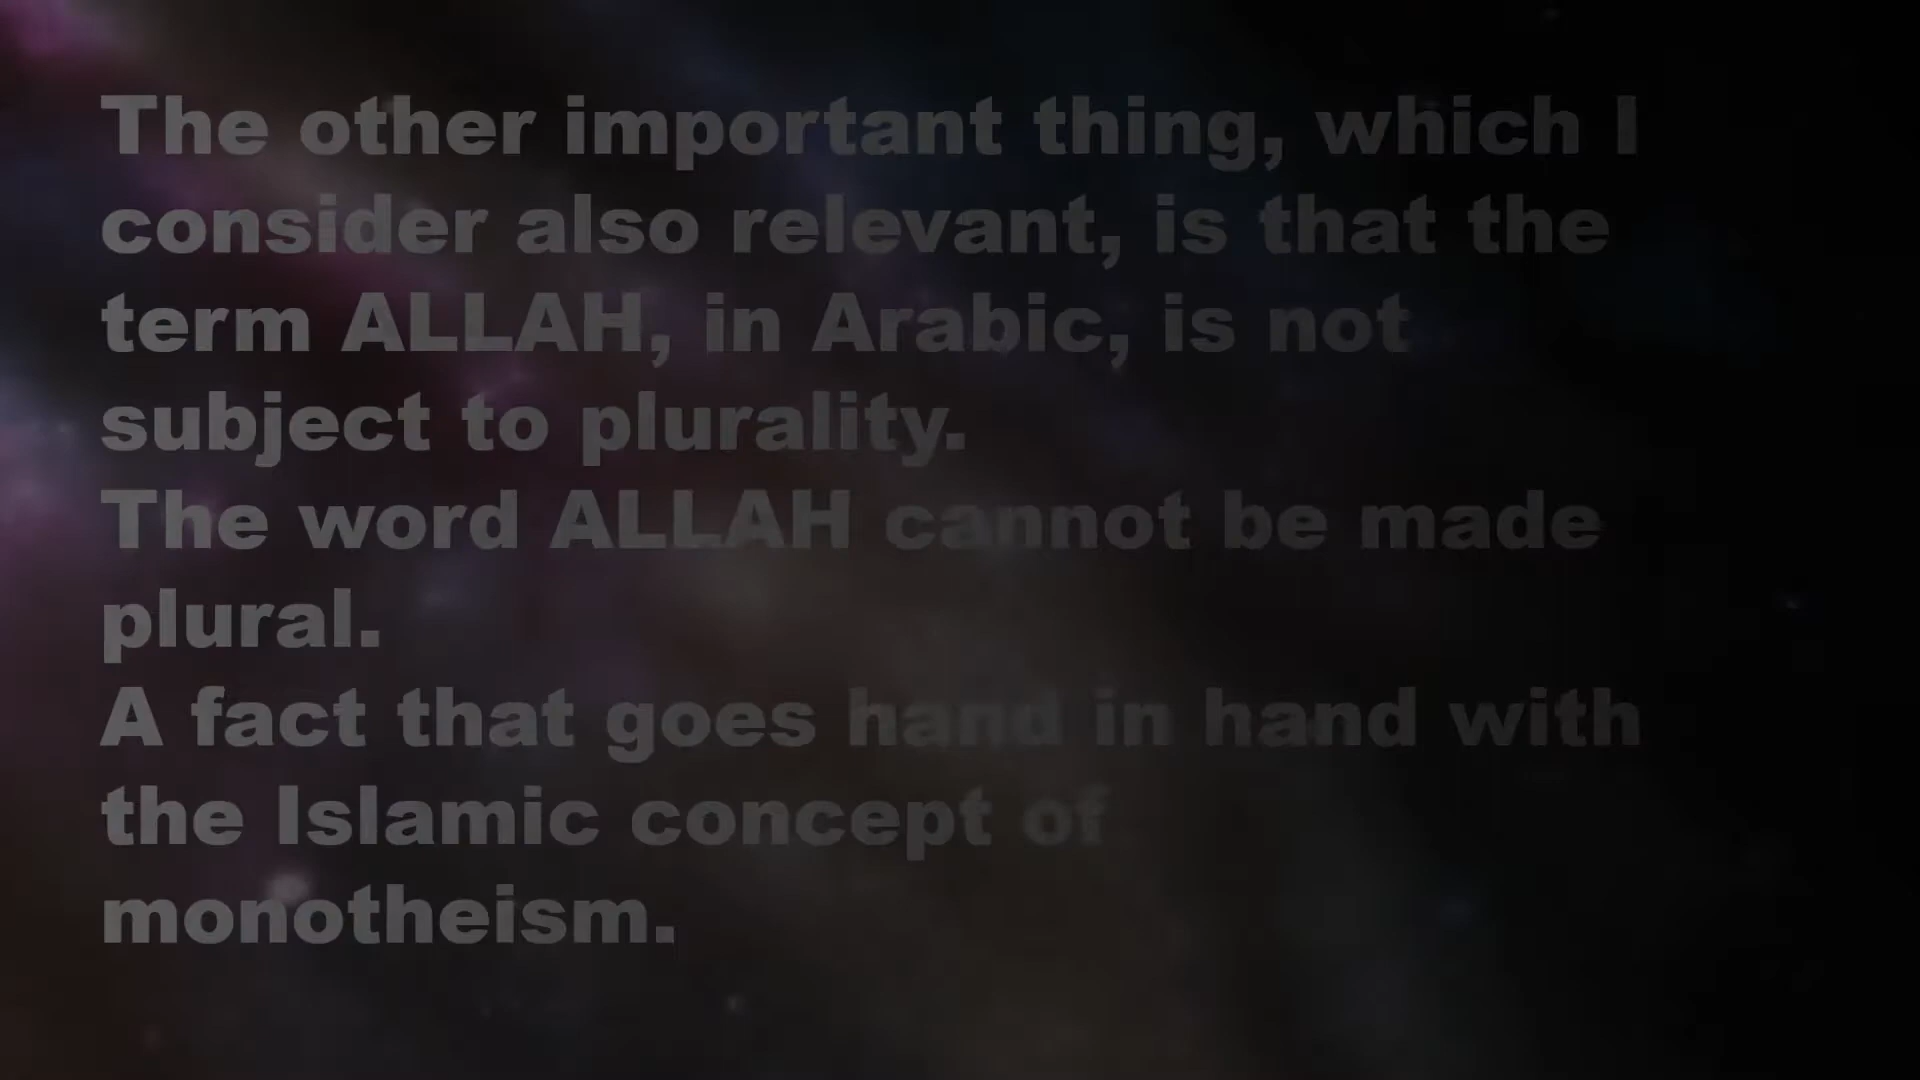 The other important thing, which I
consider also relevant, is that the
term ALLAH, in Arabic, is not
subject to plurality.
The word ALLAH cannot be made
plural.
A fact that goes hand in hand with
the Islamic concept of
monotheism.